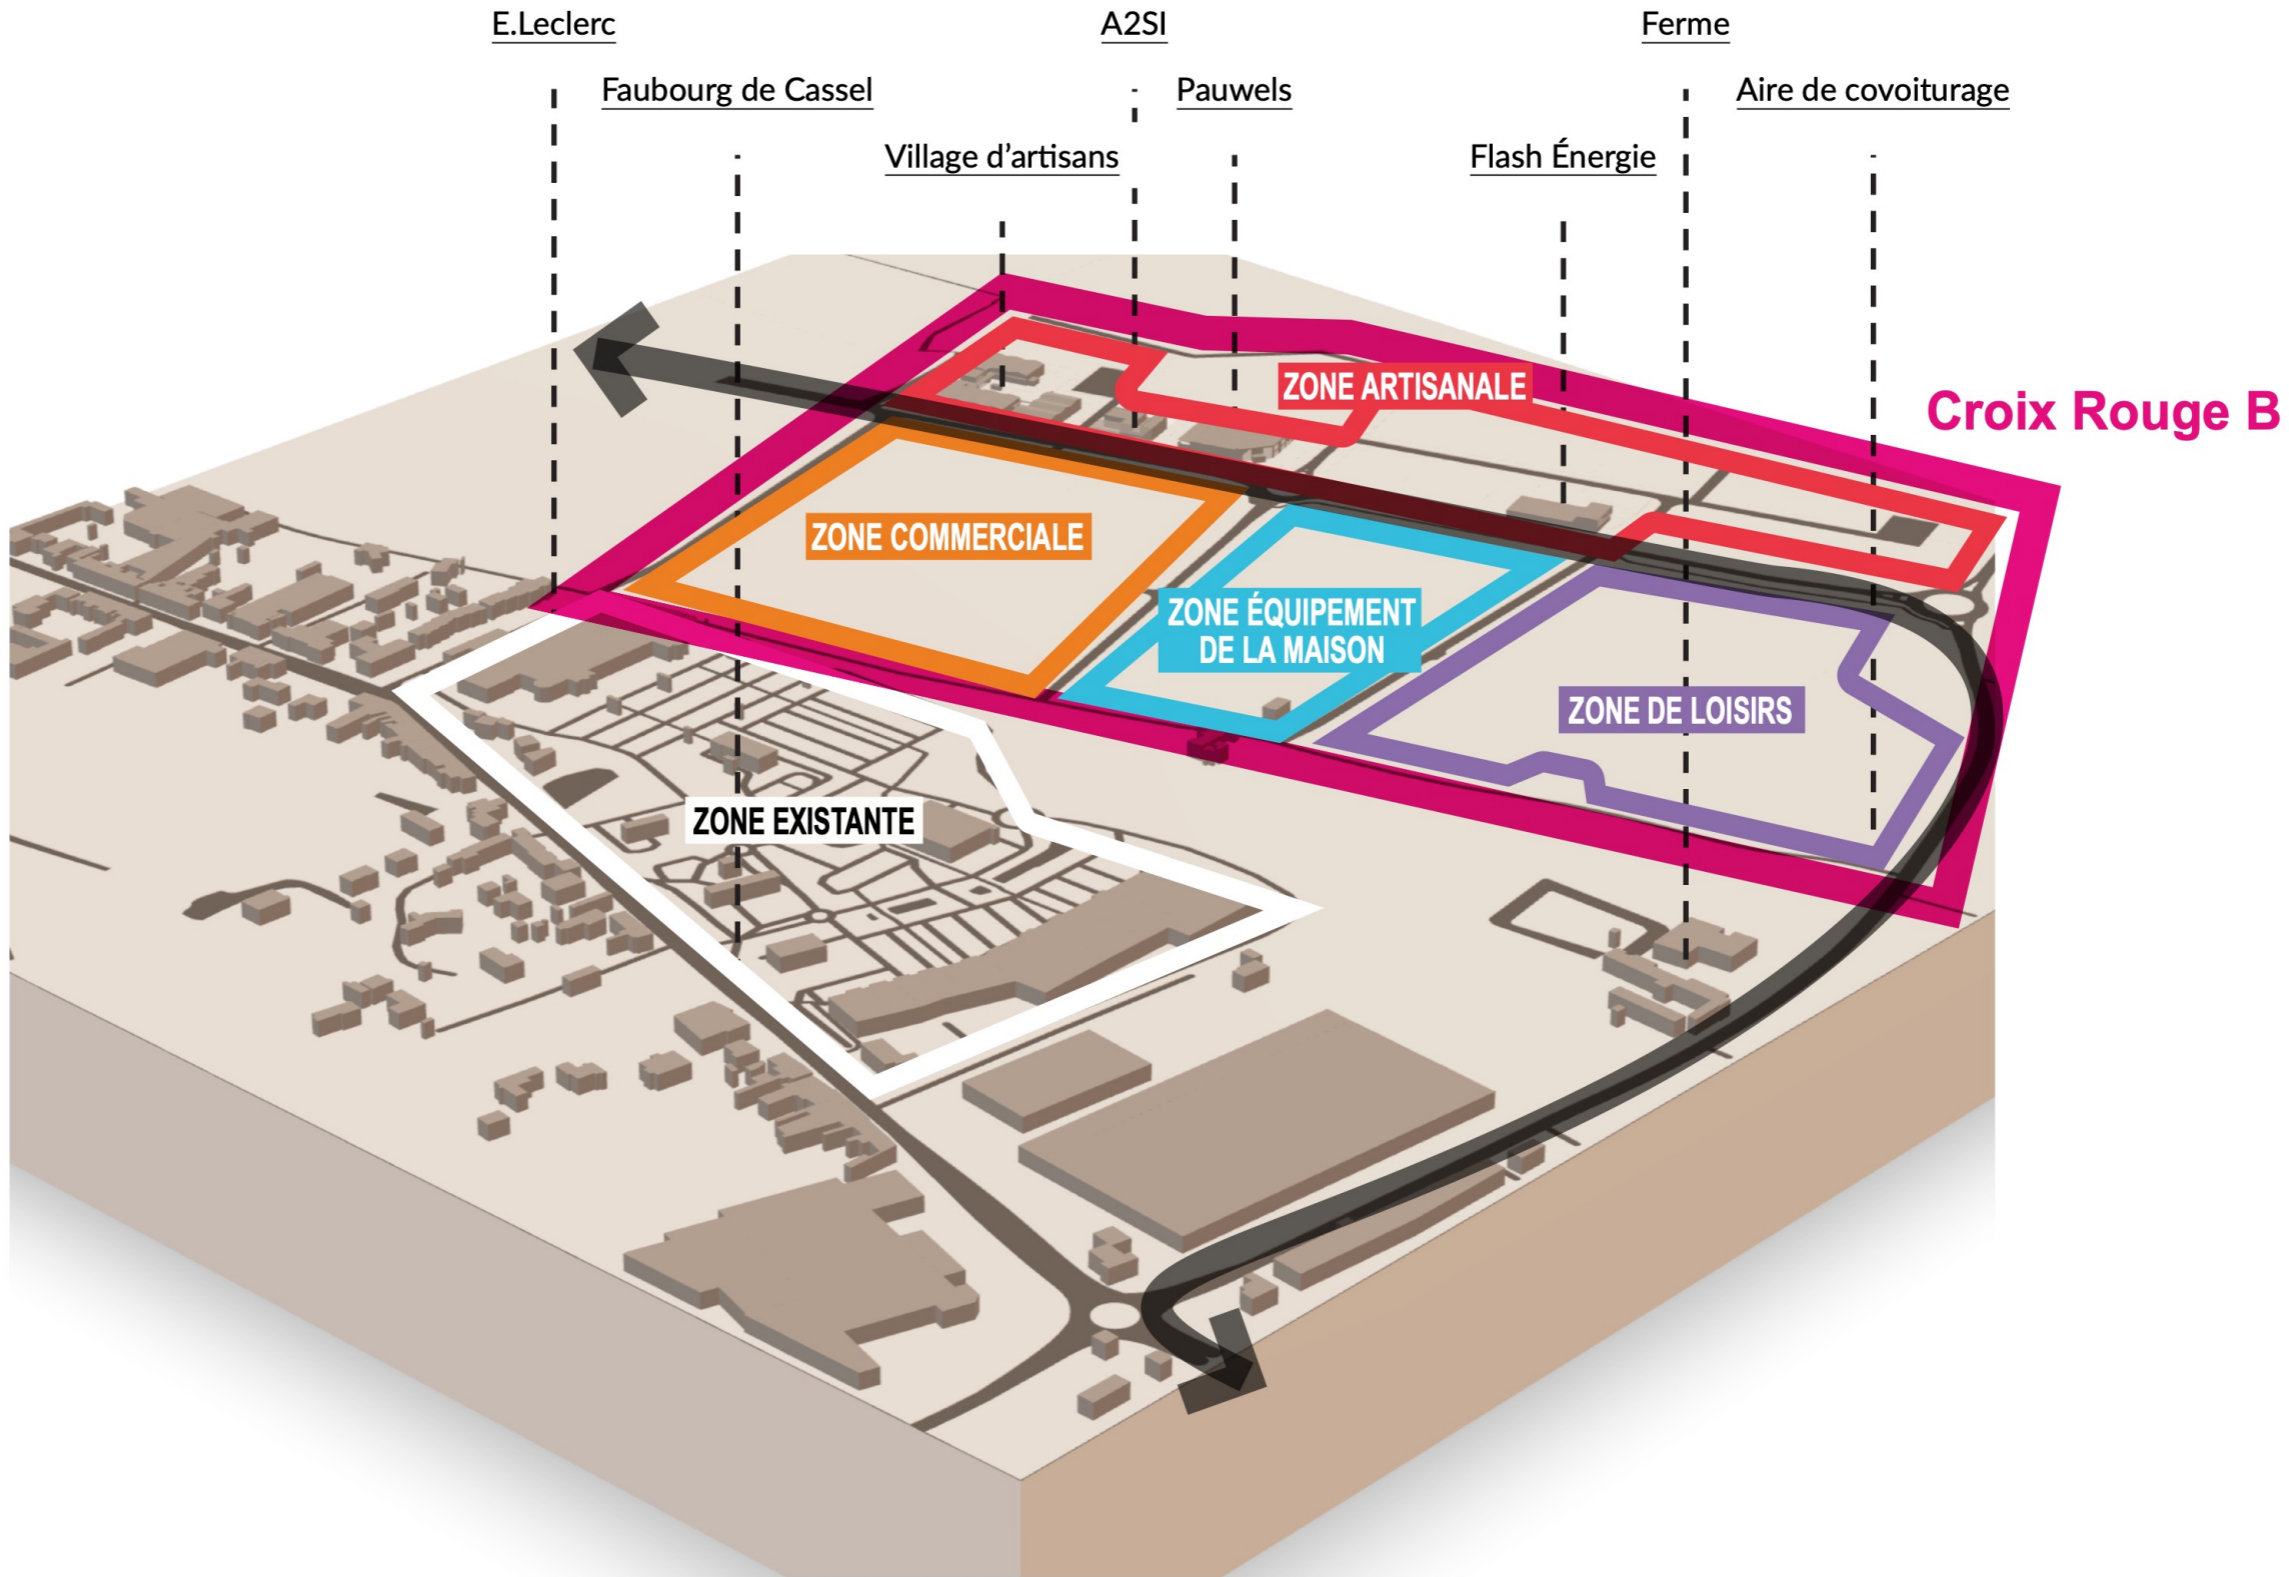 E.Leclerc
A2SI
Ferme
Faubourg de Cassel
Pauwels
Aire de covoiturage
Village d’artisans
Flash Énergie
ZONE ARTISANALE
Croix Rouge B
ZONE COMMERCIALE
ZONE ÉQUIPEMENT
DE LA MAISON
ZONE DE LOISIRS
ZONE EXISTANTE